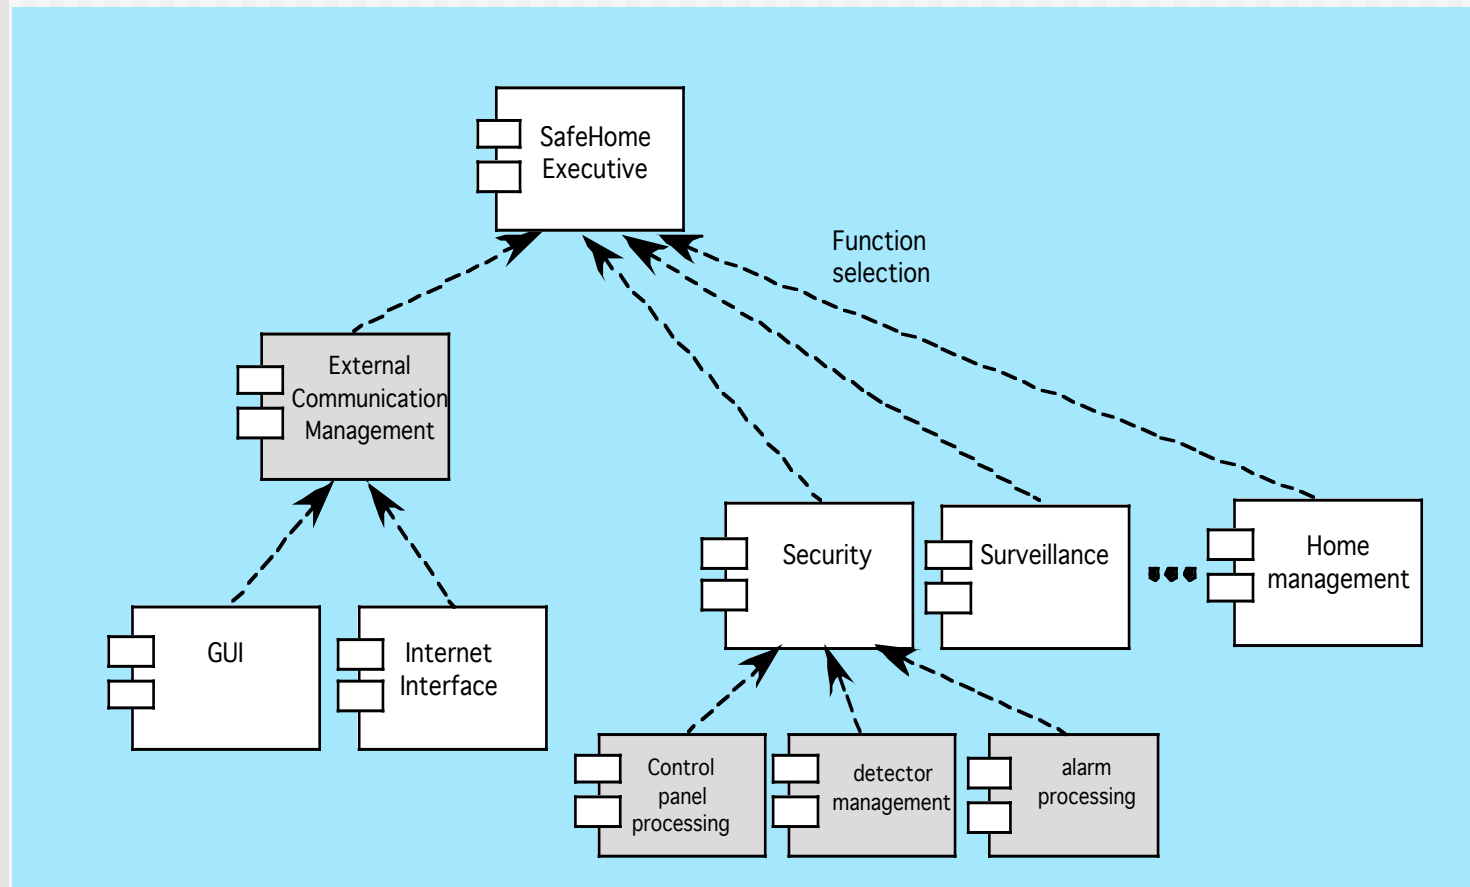 SafeHome
Executive
Function
selection
External
Communication
Management
Security
Surveillance
Home
management
GUI
Internet
Interface
Control
panel
processing
detector
management
alarm
processing